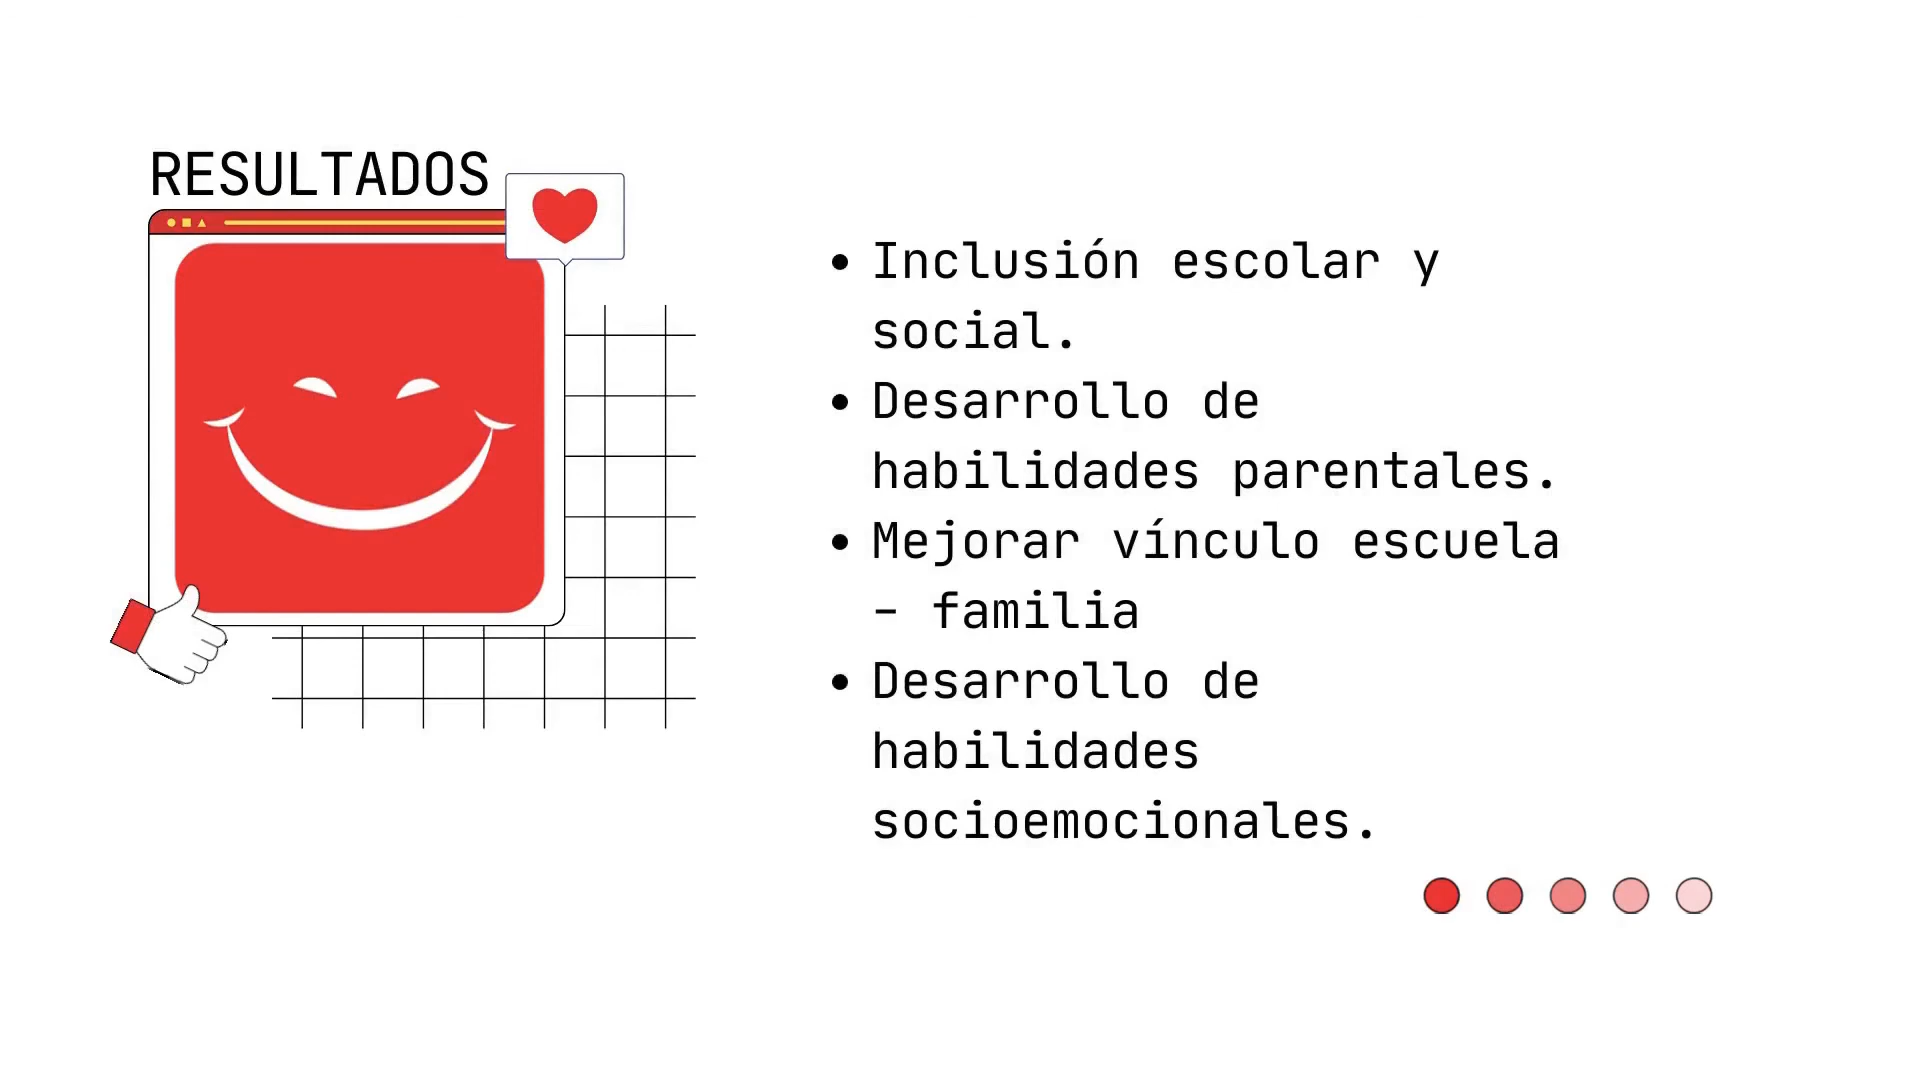 RESULTADOS
• Inclusión escolar y
social.
• Desarrollo de
habilidades parentales.
• Mejorar vínculo escuela
– familia
• Desarrollo de
habilidades
socioemocionales.